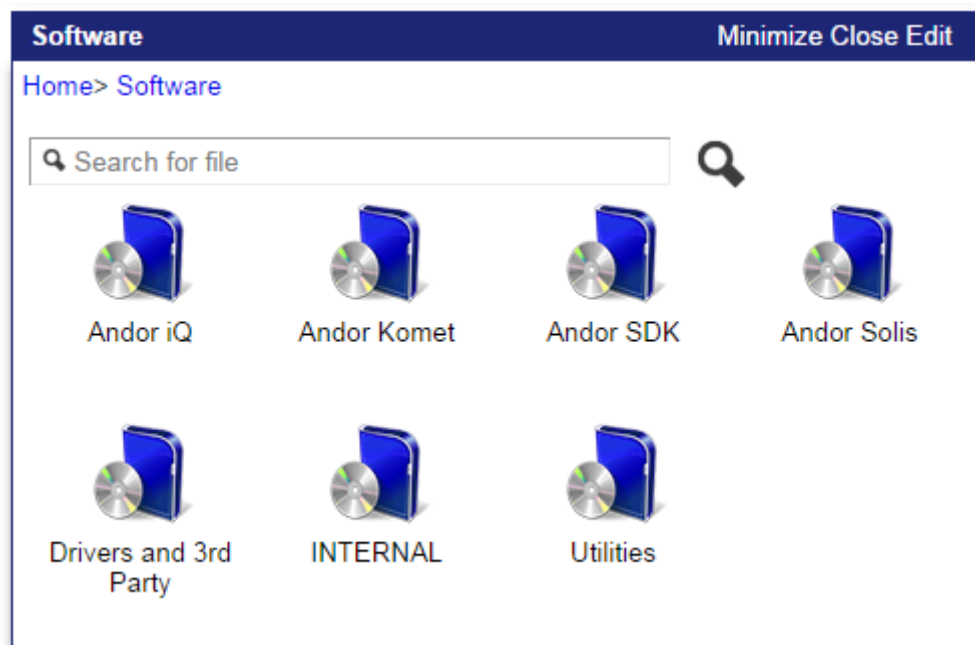 Software
Minimize Close Edit
Home> Software
Search for file
Andor iQ
Andor Komet
Andor SDK
Andor Solis
Drivers and 3rd
Party
INTERNAL
Utilities